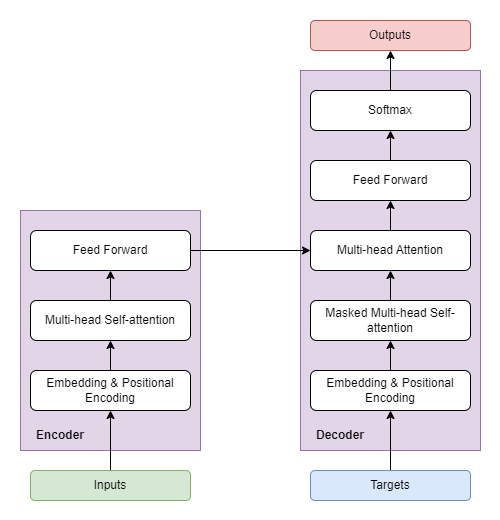 Outputs
Softmax
Feed Forward
Feed Forward
Multi-head Attention
Multi-head Self-attention
Masked Multi-head Self-
attention
Embedding & Positional
Encoding
Embedding & Positional
Encoding
Encoder
Decoder
Inputs
Targets